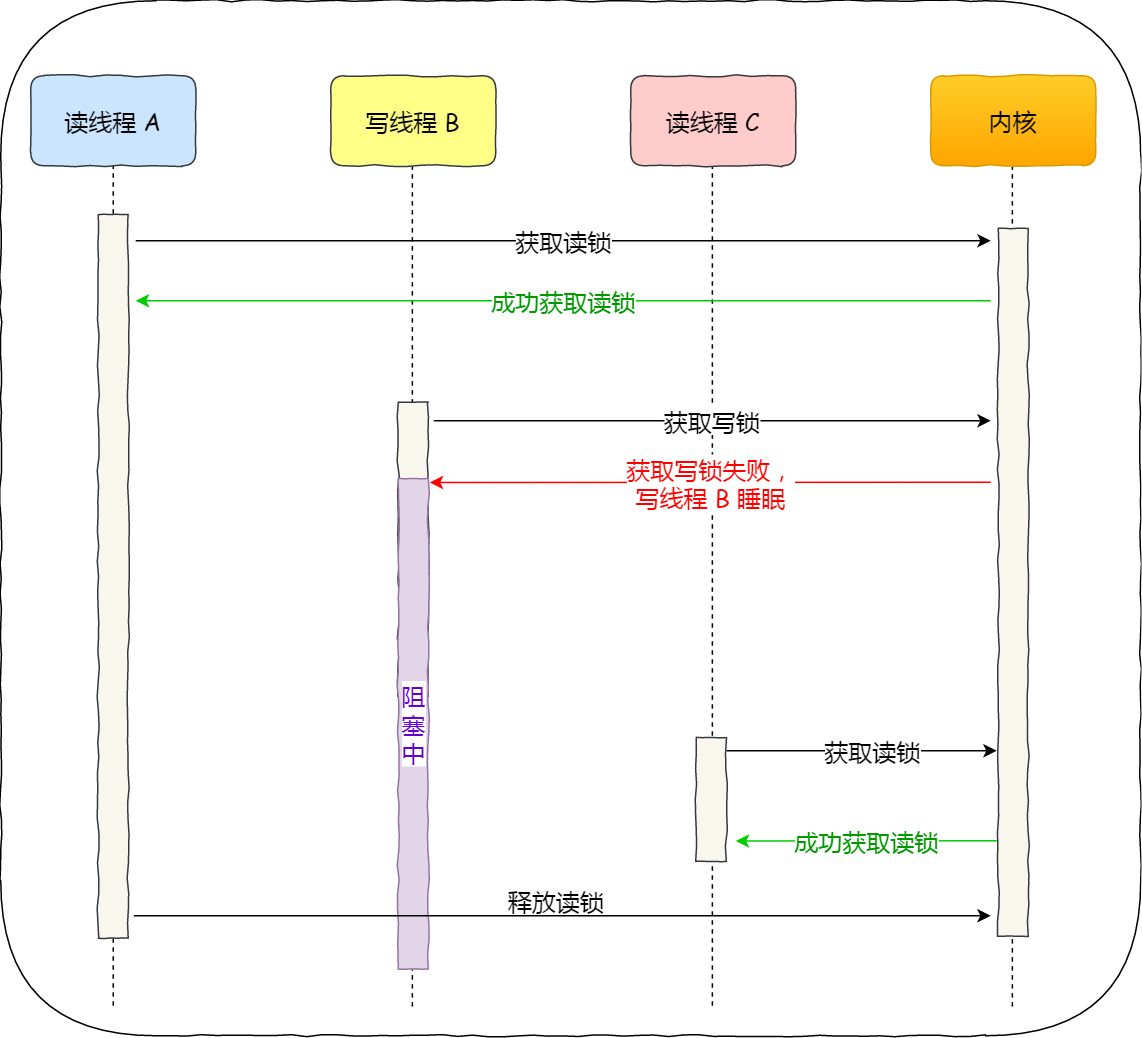 读线程 A
写线程 B
读线程 C
内核
获取读锁
成功获取读锁
获取写锁
获取写锁失败，
写线程 B 睡眠
阻
塞
中
获取读锁
成功获取读锁
释放读锁